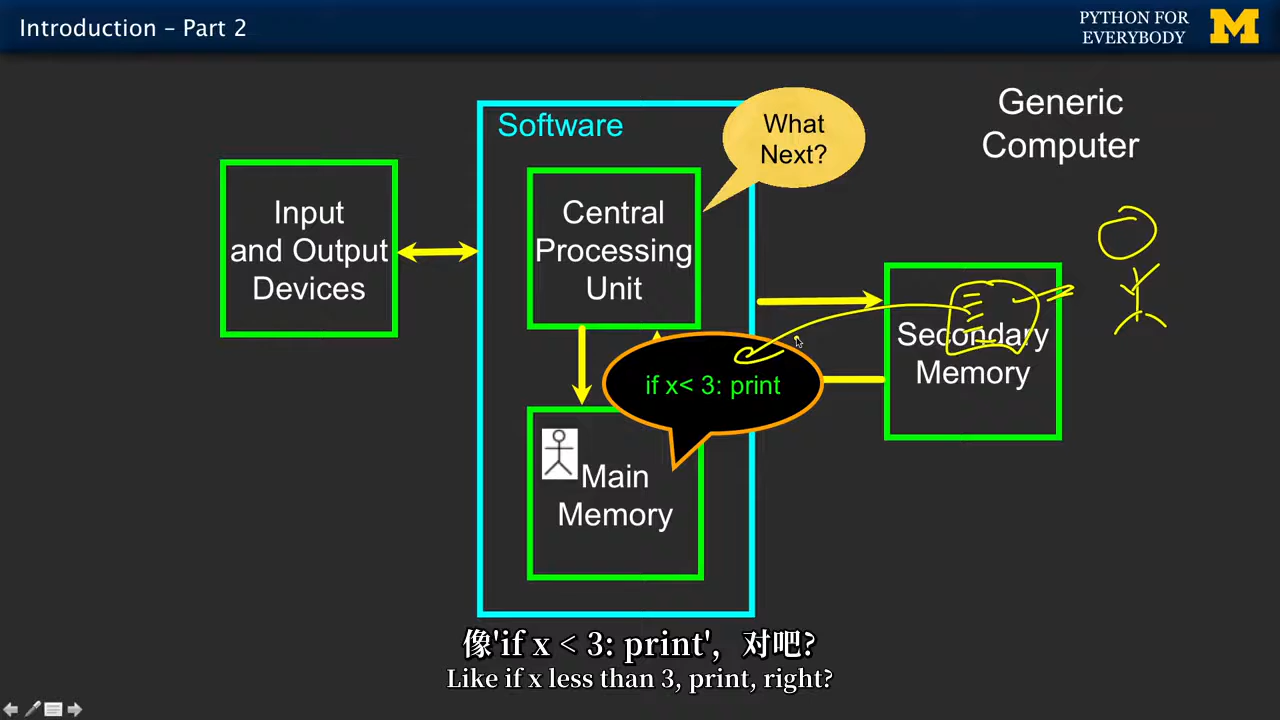 Introduction – Part 2
PYTHON FOR
EVERYBODY
Generic
Computer
Software
What
Next?
Input
and Output
Devices
Central
Processing
Unit
Secondary
Memory
if x< 3: print
Main
Memory
像'if x < 3: print'，对吧?
Like if x less than 3, print, right?